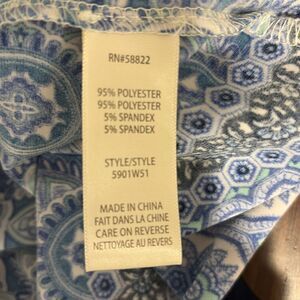 RN#58822
95% POLYESTER
95% POLYESTER
5% SPANDEX
5% SPANDEX
STYLE/STYLE
5901W51
MADE IN CHINA
FAIT DANS LA CHINE
CARE ON REVERSE
NETTOYAGE AU REVERS